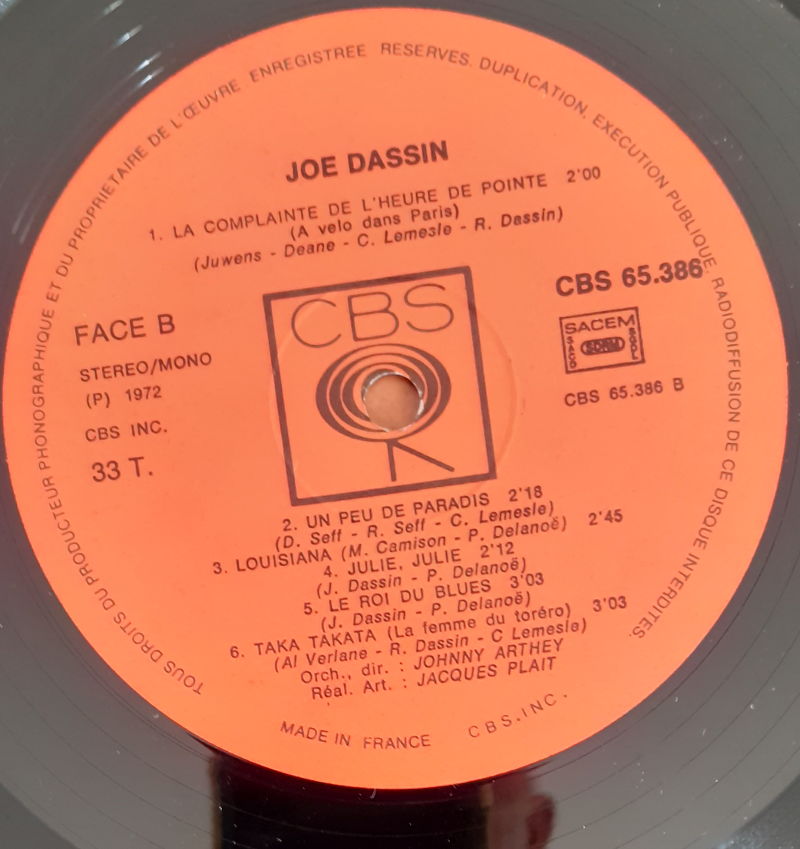 TOUS DROITS DU PRODUCTEUR PHONOGRAPHIQUE ET DU PROPRIETAIRE DE L'ŒUVRE ENREGISTREE RESERVES. DUPLICATION, EXECUTION PUBLIQUE, RADIODIFFUSION DE CE DISQUE INTERDITES.
JOE DASSIN
1. LA COMPLAINTE DE L'HEURE DE POINTE 2'00
(A velo dans Paris)
(Juwens - Deane - C. Lemesle - R. Dassin)
CBS
FACE B
STEREO/MONO
(P) 1972
CBS INC.
33 T.
CBS 65.386
SACEM
SACD
SDRM
SGDL
CBS 65.386 B
2. UN PEU DE PARADIS 2'18
(D. Seff - R. Seff - C. Lemesle)
3. LOUISIANA (M. Camison - P. Delanoë) 2'45
4. JULIE, JULIE 2'12
(J. Dassin - P. Delanoë)
5. LE ROI DU BLUES 3'03
(J. Dassin - P. Delanoë)
6. TAKA TAKATA (La femme du toréro) 3'03
(Al Verlane - R. Dassin - C Lemesle)
Orch., dir. : JOHNNY ARTHEY
Réal. Art. : JACQUES PLAIT
MADE IN FRANCE CBS.INC.